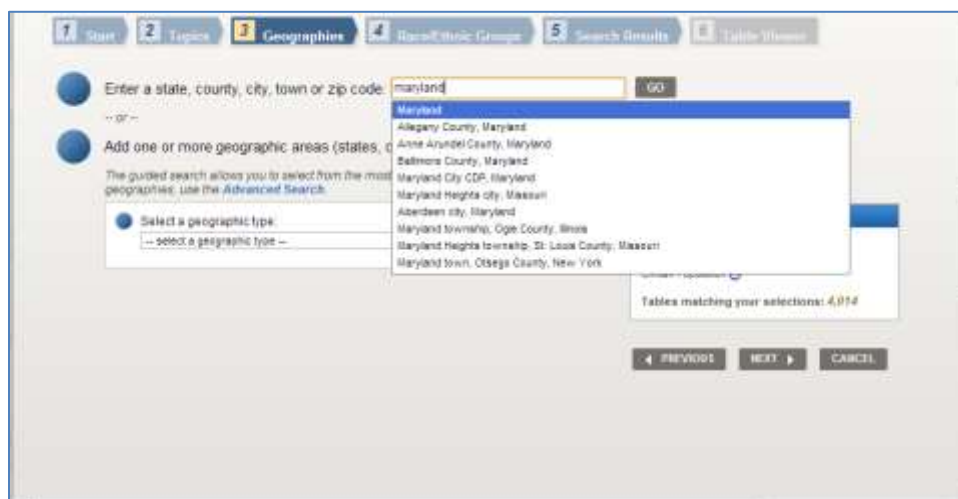 1 Start 2 Topics 3 Geographies 4 Race/Ethnic Groups 5 Search Results 6 Table Viewer
Enter a state, county, city, town or zip code: maryland GO
-- or --
Maryland
Allegany County, Maryland
Anne Arundel County, Maryland
Baltimore County, Maryland
Maryland City CDP, Maryland
Maryland Heights city, Missouri
Aberdeen city, Maryland
Maryland township, Ogle County, Illinois
Maryland Heights township, St. Louis County, Missouri
Maryland town, Otsego County, New York
Add one or more geographic areas (states, c
The guided search allows you to select from the most
geographies, use the Advanced Search.
Select a geographic type:
-- select a geographic type --
Tables matching your selections: 4,014
PREVIOUS NEXT CANCEL